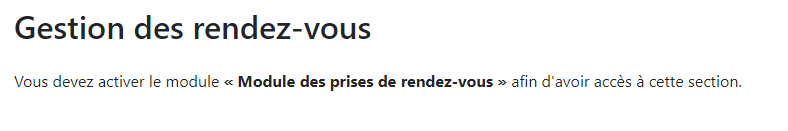 Gestion des rendez-vous
Vous devez activer le module « Module des prises de rendez-vous » afin d'avoir accès à cette section.